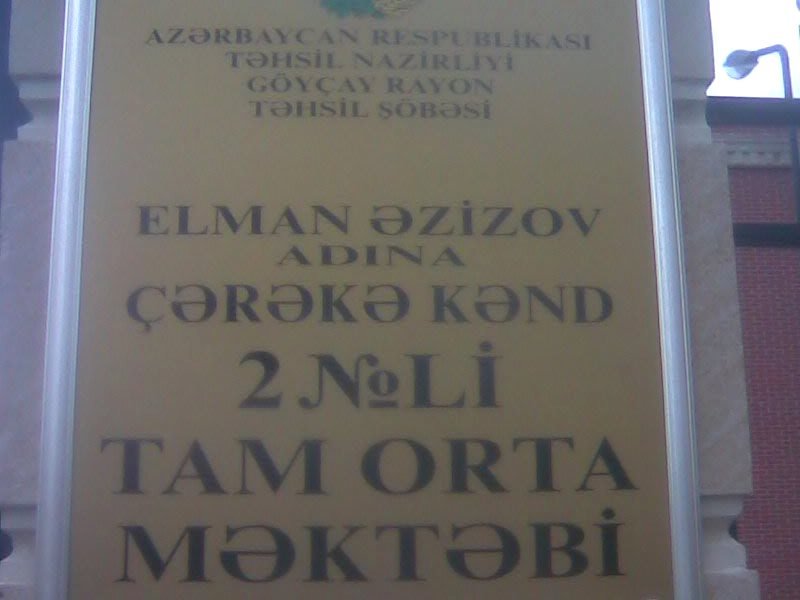 AZƏRBAYCAN RESPUBLİKASI
TƏHSİL NAZİRLİYİ
GÖYÇAY RAYON
TƏHSİL ŞÖBƏSİ
ELMAN ƏZİZOV
ADINA
ÇƏRƏKƏ KƏND
2 №Lİ
TAM ORTA
MƏKTƏBİ